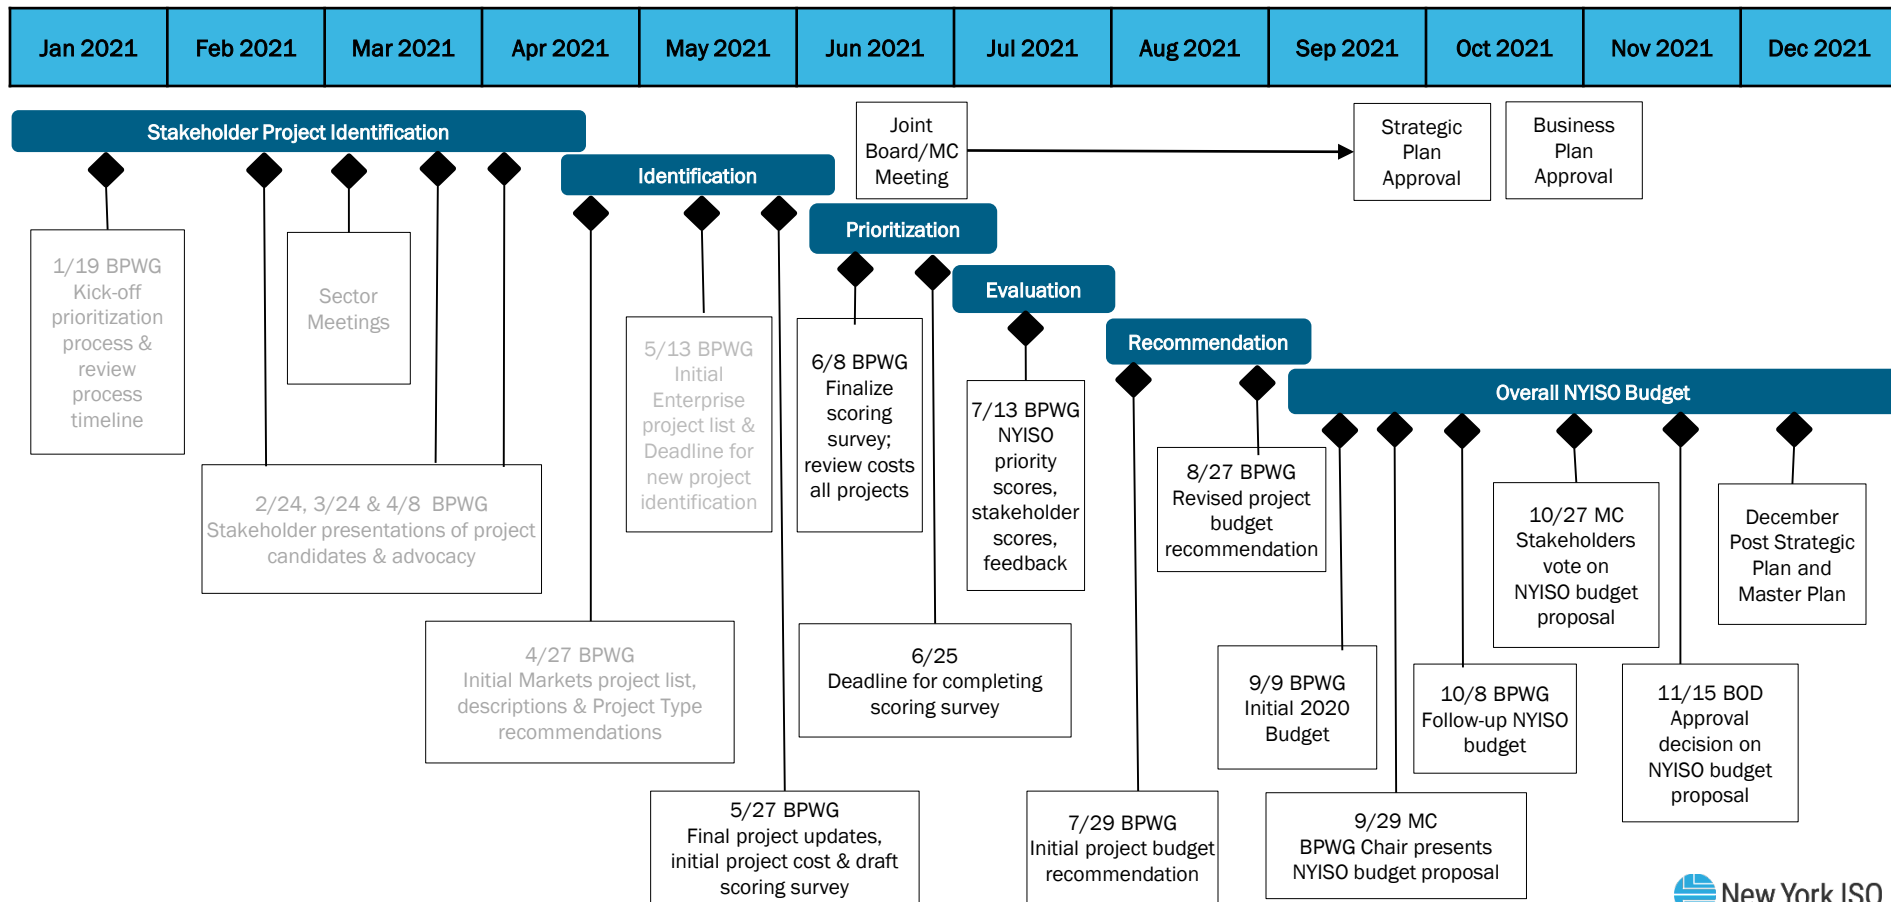 Jan 2021
Feb 2021
Mar 2021
Apr 2021
May 2021
Jun 2021
Jul 2021
Aug 2021
Sep 2021
Oct 2021
Nov 2021
Dec 2021
Stakeholder Project Identification
Identification
Prioritization
Evaluation
Recommendation
Overall NYISO Budget
Joint
Board/MC
Meeting
Strategic
Plan
Approval
Business
Plan
Approval
1/19 BPWG
Kick-off
prioritization
process &
review
process
timeline
Sector
Meetings
2/24, 3/24 & 4/8 BPWG
Stakeholder presentations of project
candidates & advocacy
4/27 BPWG
Initial Markets project list,
descriptions & Project Type
recommendations
5/13 BPWG
Initial
Enterprise
project list &
Deadline for
new project
identification
5/27 BPWG
Final project updates,
initial project cost & draft
scoring survey
6/8 BPWG
Finalize
scoring
survey;
review costs
all projects
6/25
Deadline for completing
scoring survey
7/13 BPWG
NYISO
priority
scores,
stakeholder
scores,
feedback
7/29 BPWG
Initial project budget
recommendation
8/27 BPWG
Revised project
budget
recommendation
9/9 BPWG
Initial 2020
Budget
9/29 MC
BPWG Chair presents
NYISO budget proposal
10/8 BPWG
Follow-up NYISO
budget
10/27 MC
Stakeholders
vote on
NYISO budget
proposal
11/15 BOD
Approval
decision on
NYISO budget
proposal
December
Post Strategic
Plan and
Master Plan
New York ISO